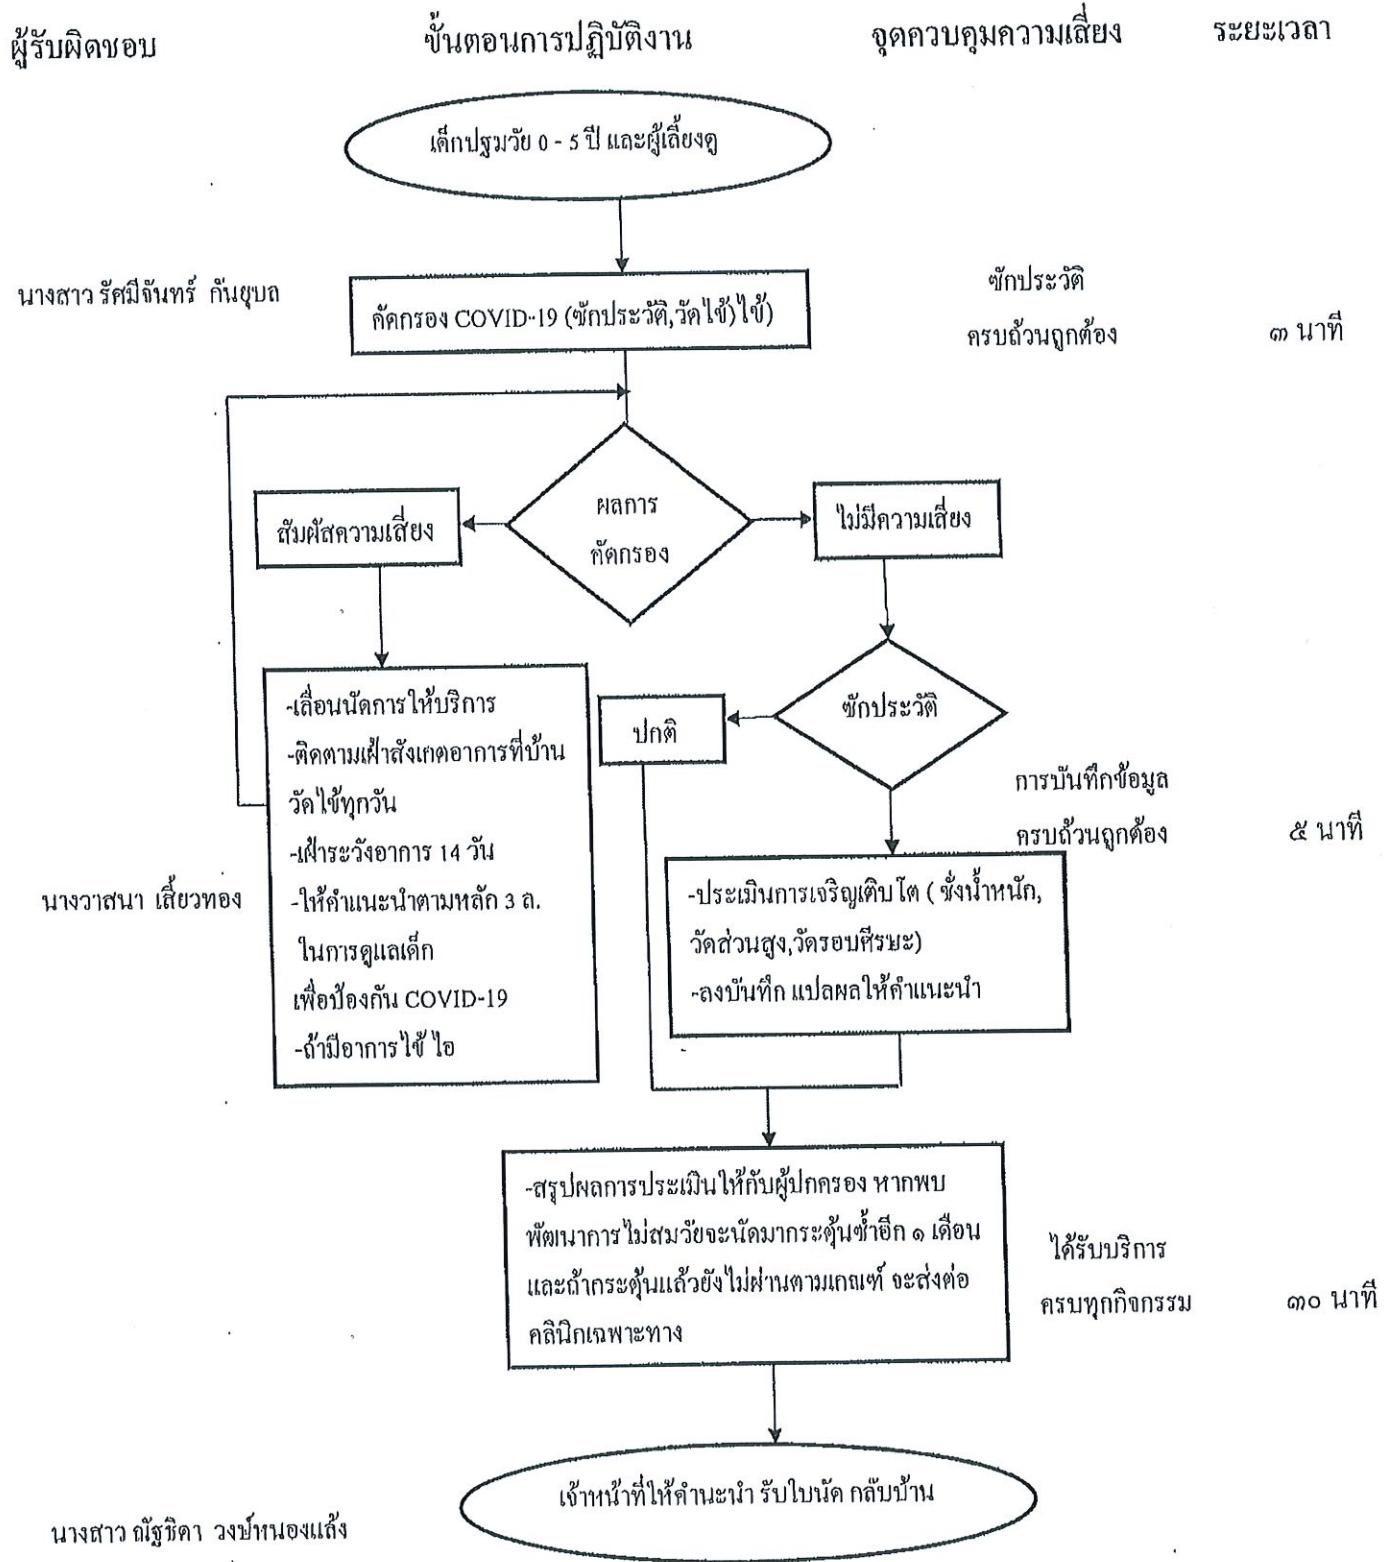 ผู้รับผิดชอบ ขั้นตอนการปฏิบัติงาน จุดควบคุมความเสี่ยง ระยะเวลา
เด็กปฐมวัย 0 - 5 ปี และผู้เลี้ยงดู
นางสาว รัศมีจันทร์ กันยุบล
คัดกรอง COVID-19 (ซักประวัติ,วัดไข้)ไข้)
ซักประวัติ
ครบถ้วนถูกต้อง ๓ นาที
ผลการ
คัดกรอง
สัมผัสความเสี่ยง
ไม่มีความเสี่ยง
ซักประวัติ
ปกติ
-เลื่อนนัดการให้บริการ
-ติดตามเฝ้าสังเกตอาการที่บ้าน
วัดไข้ทุกวัน
-เฝ้าระวังอาการ 14 วัน
-ให้คำแนะนำตามหลัก 3 ล.
ในการดูแลเด็ก
เพื่อป้องกัน COVID-19
-ถ้ามีอาการไข้ ไอ
นางวาสนา เสี้ยวทอง
การบันทึกข้อมูล
ครบถ้วนถูกต้อง ๕ นาที
-ประเมินการเจริญเติบโต ( ชั่งน้ำหนัก,
วัดส่วนสูง,วัดรอบศีรษะ)
-ลงบันทึก แปลผลให้คำแนะนำ
-สรุปผลการประเมินให้กับผู้ปกครอง หากพบ
พัฒนาการไม่สมวัยจะนัดมากระตุ้นซ้ำอีก ๑ เดือน
และถ้ากระตุ้นแล้วยังไม่ผ่านตามเกณฑ์ จะส่งต่อ
คลินิกเฉพาะทาง
ได้รับบริการ
ครบทุกกิจกรรม ๓๐ นาที
เจ้าหน้าที่ให้คำนะนำ รับใบนัด กลับบ้าน
นางสาว ณัฐธิดา วงษ์หนองแล้ง